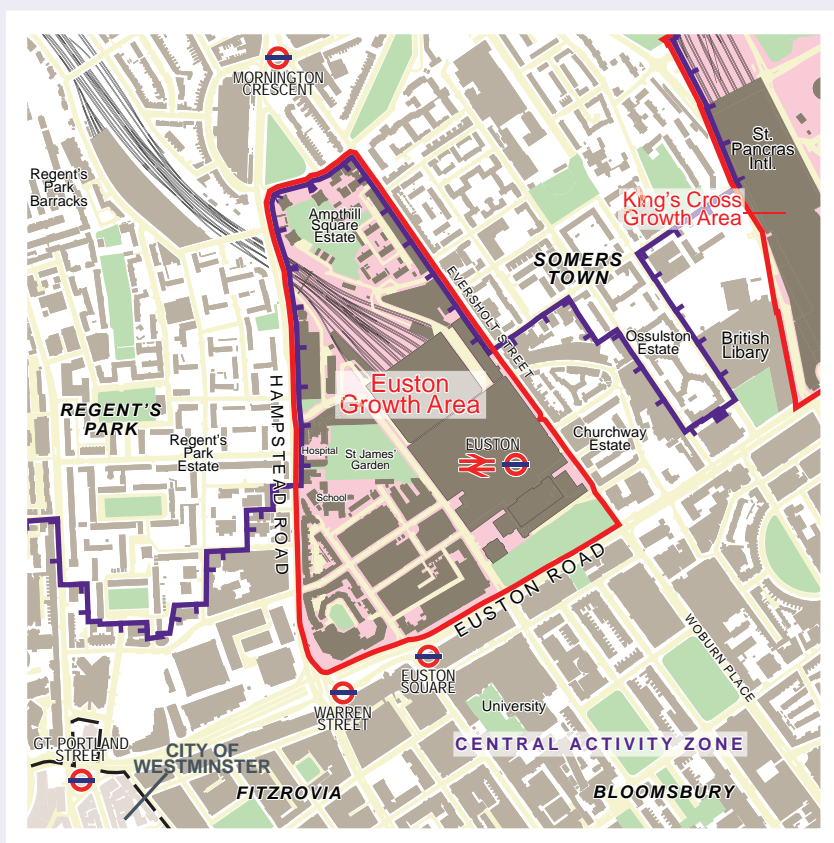 MORNINGTON
CRESCENT
St.
Pancras
Intl.
Regent's
Park
Barracks
King's Cross
Growth Area
Ampthill
Square
Estate
SOMERS
TOWN
EVERSHOLT STREET
Ossulston
Estate
British
Libary
Euston
Growth Area
HAMPSTEAD ROAD
REGENT'S
PARK
Regent's
Park
Estate
Churchway
Estate
EUSTON
Hospital
St James'
Garden
School
EUSTON ROAD
WOBURN PLACE
EUSTON
SQUARE
WARREN
STREET
University
CENTRAL ACTIVITY ZONE
GT. PORTLAND
STREET
CITY OF
WESTMINSTER
FITZROVIA
BLOOMSBURY